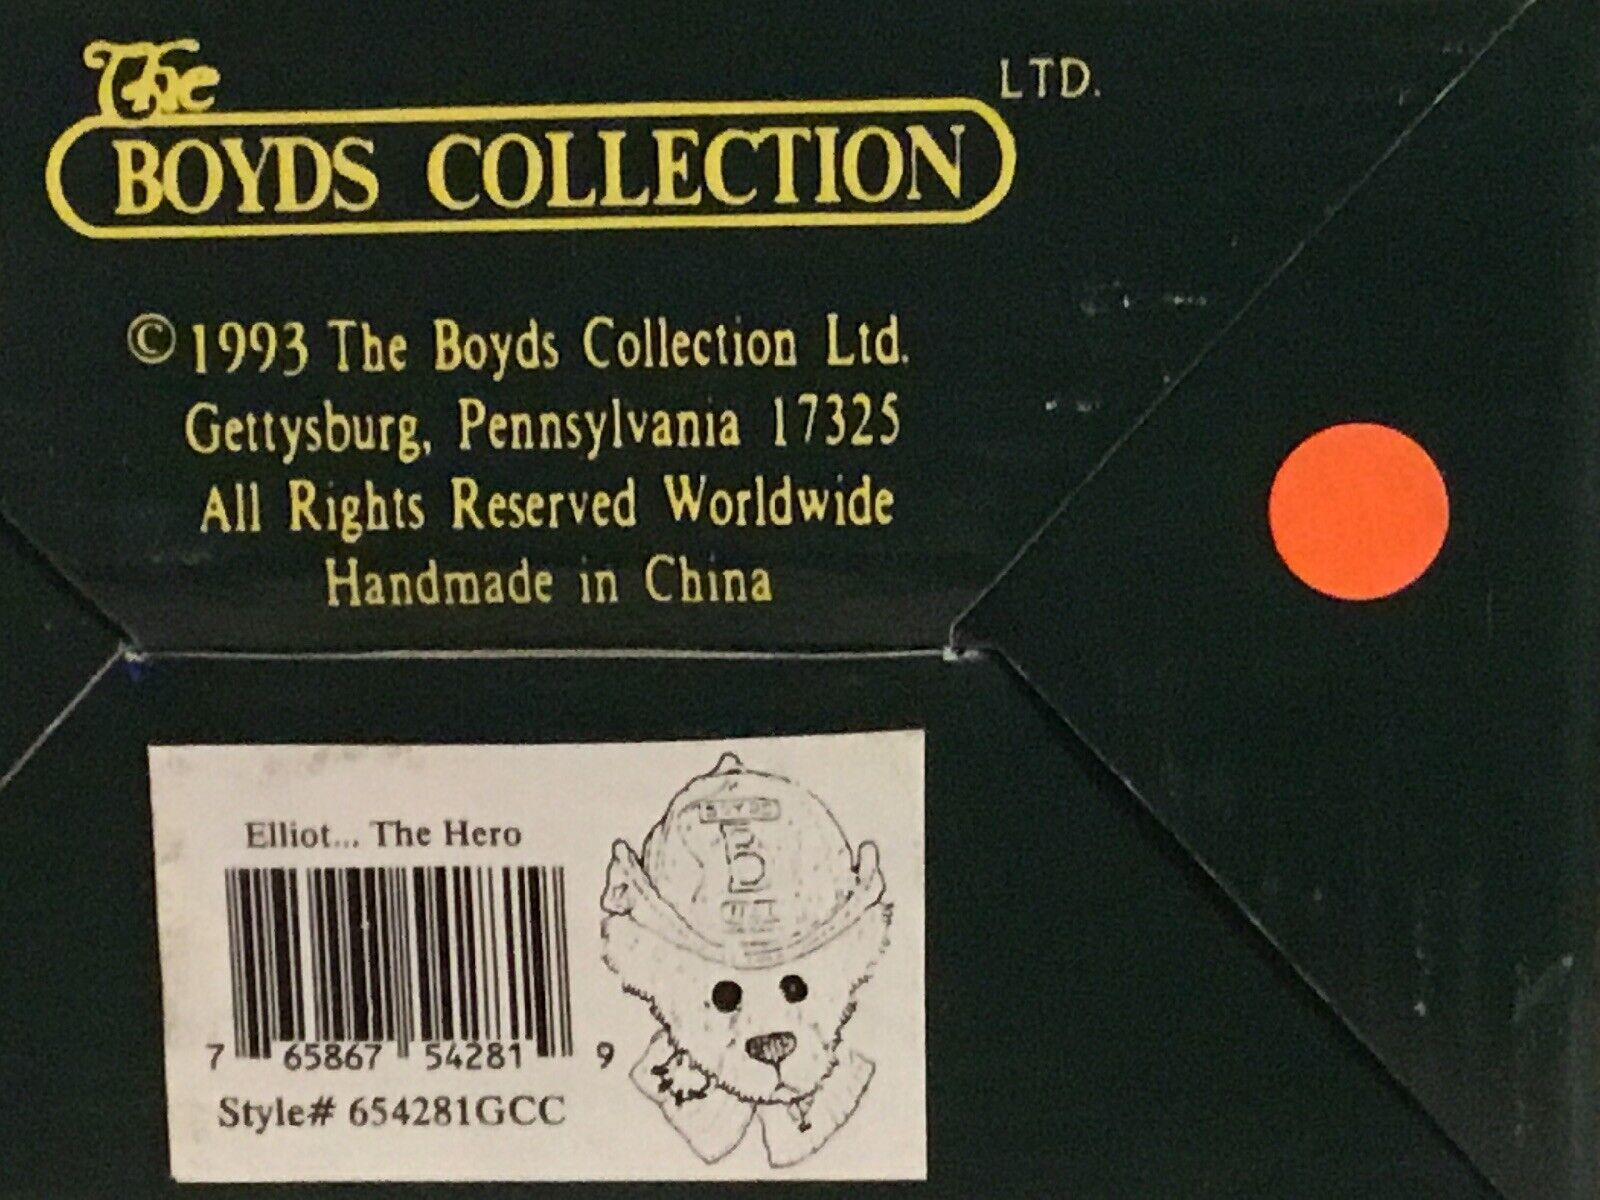 The
BOYDS COLLECTION LTD.
© 1993 The Boyds Collection Ltd.
Gettysburg, Pennsylvania 17325
All Rights Reserved Worldwide
Handmade in China
Elliot... The Hero
7 65867 54281 9
Style# 654281GCC